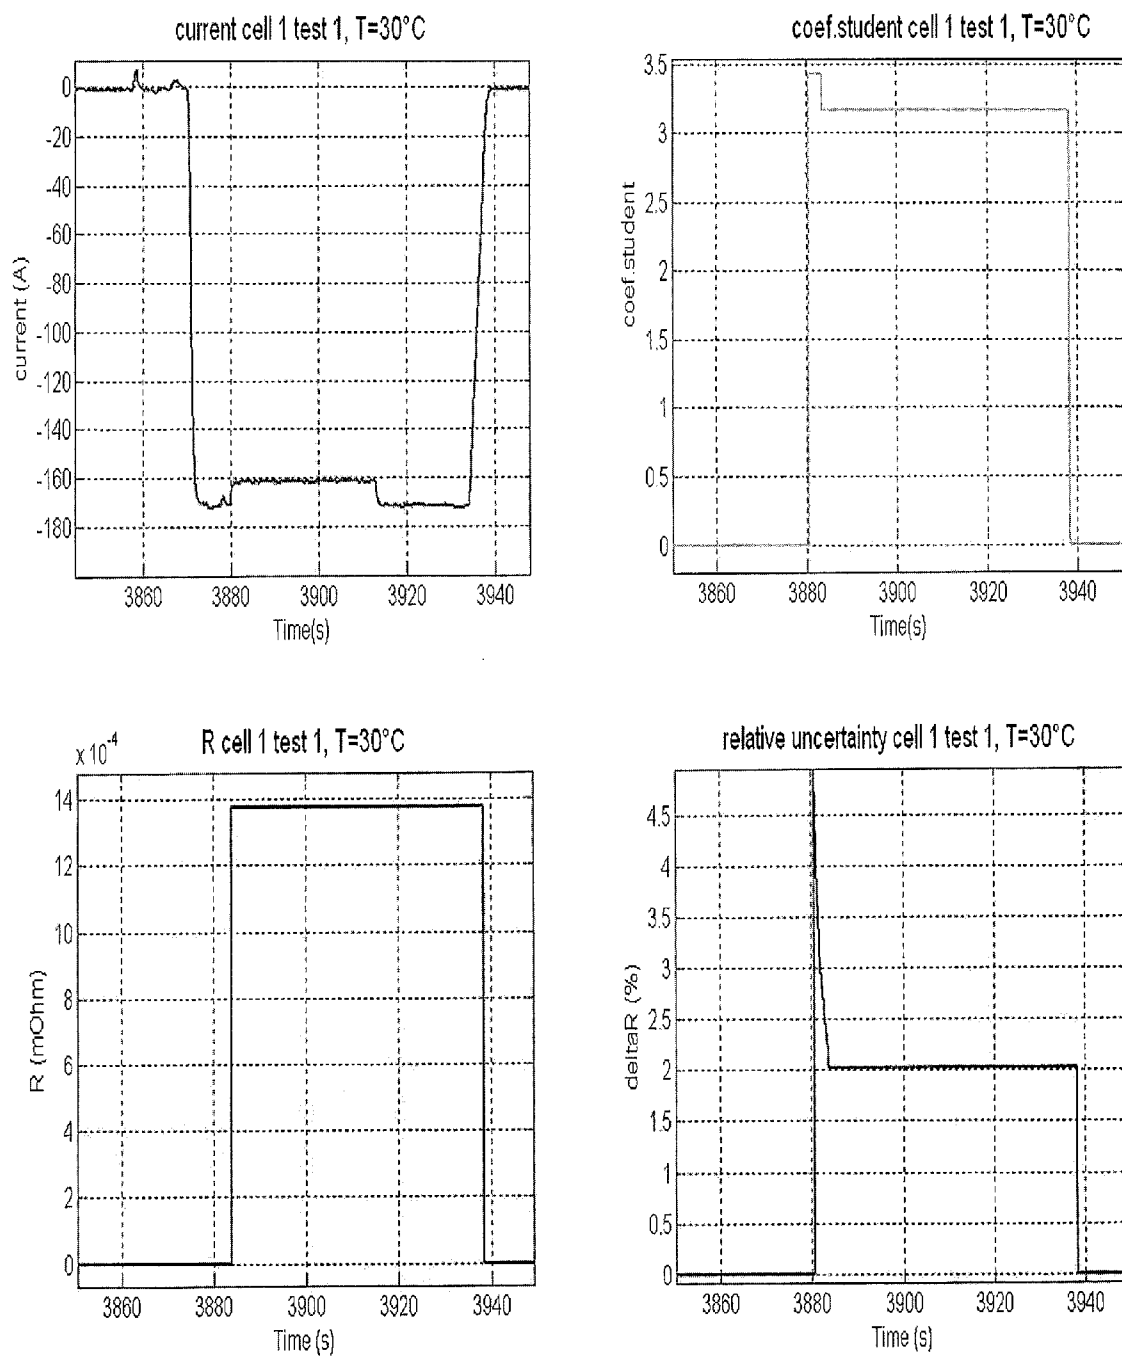 current cell 1 test 1, T=30°C
0
-20
-40
-60
-80
-100
-120
-140
-160
-180
current (A)
3860 3880 3900 3920 3940
Time(s)
coef.student cell 1 test 1, T=30°C
3.5
3
2.5
2
1.5
1
0.5
0
coef.student
3860 3880 3900 3920 3940
Time(s)
R cell 1 test 1, T=30°C
x 10-4
14
12
10
8
6
4
2
0
R (mOhm)
3860 3880 3900 3920 3940
Time (s)
relative uncertainty cell 1 test 1, T=30°C
4.5
4
3.5
3
2.5
2
1.5
1
0.5
0
deltaR (%)
3860 3880 3900 3920 3940
Time (s)